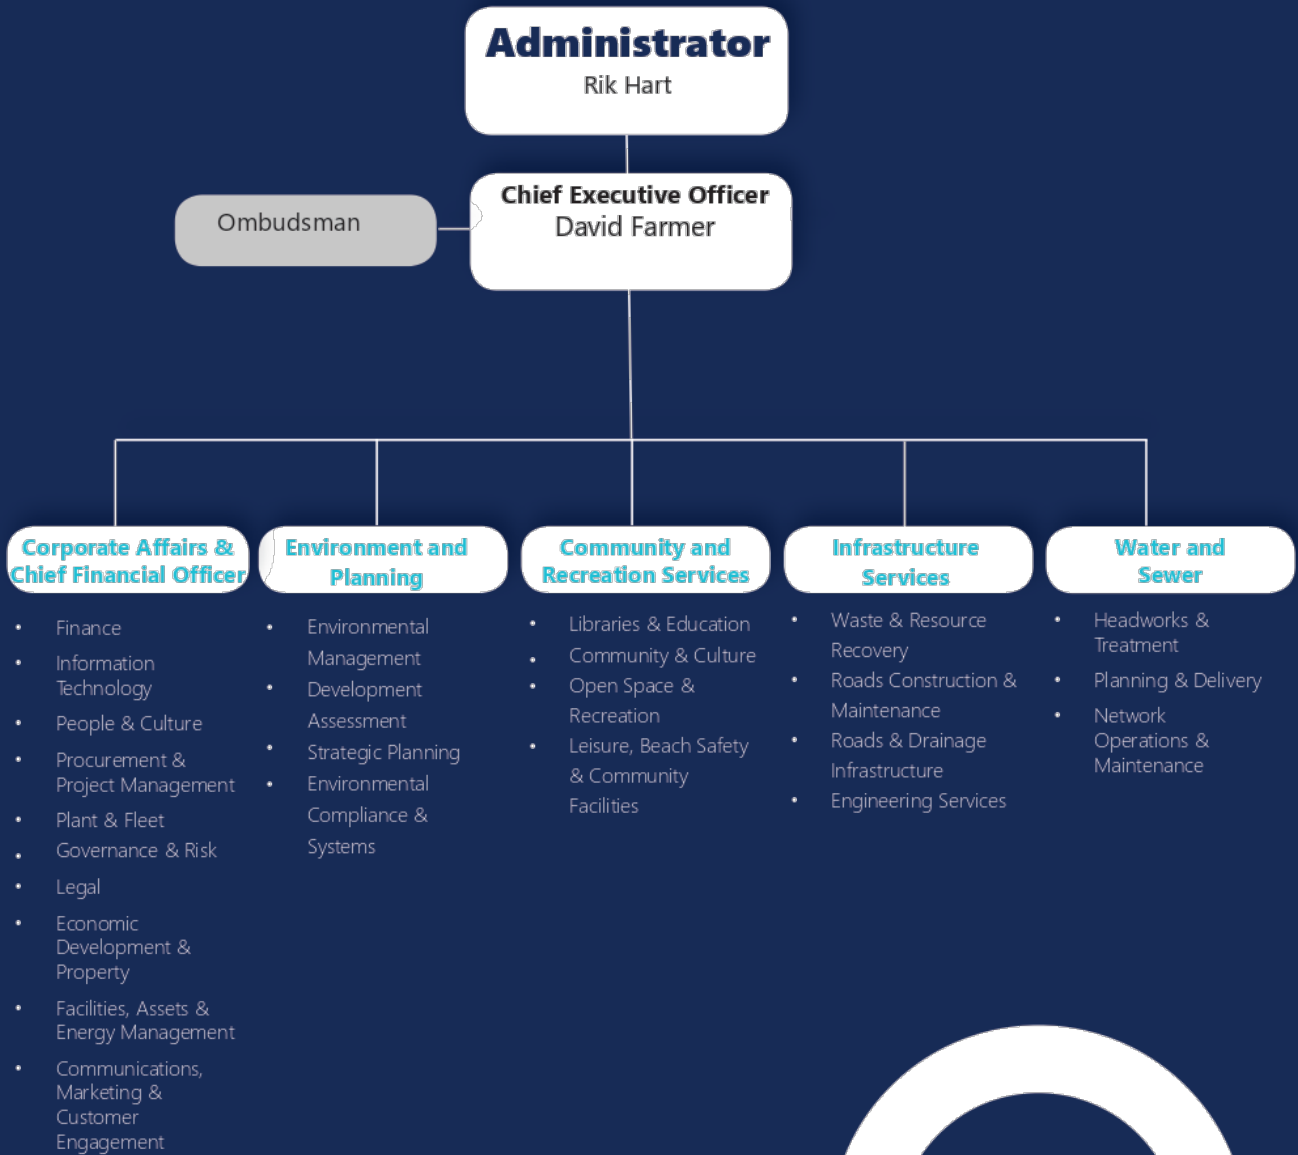 Administrator
Rik Hart
Chief Executive Officer
David Farmer
Ombudsman
Corporate Affairs &
Chief Financial Officer
• Finance
• Information
Technology
• People & Culture
• Procurement &
Project Management
• Plant & Fleet
• Governance & Risk
• Legal
• Economic
Development &
Property
• Facilities, Assets &
Energy Management
• Communications,
Marketing &
Customer
Engagement
Environment and
Planning
• Environmental
Management
• Development
Assessment
• Strategic Planning
• Environmental
Compliance &
Systems
Community and
Recreation Services
• Libraries & Education
• Community & Culture
• Open Space &
Recreation
• Leisure, Beach Safety
& Community
Facilities
Infrastructure
Services
• Waste & Resource
Recovery
• Roads Construction &
Maintenance
• Roads & Drainage
Infrastructure
• Engineering Services
Water and
Sewer
• Headworks &
Treatment
• Planning & Delivery
• Network
Operations &
Maintenance